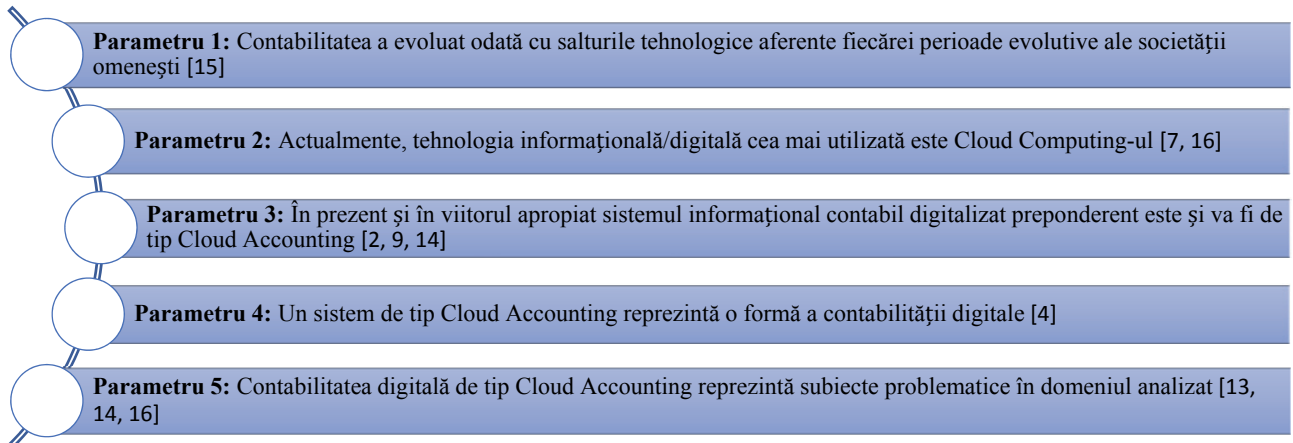 Parametru 1: Contabilitatea a evoluat odată cu salturile tehnologice aferente fiecărei perioade evolutive ale societății
omenești [15]
Parametru 2: Actualmente, tehnologia informațională/digitală cea mai utilizată este Cloud Computing-ul [7, 16]
Parametru 3: În prezent și în viitorul apropiat sistemul informațional contabil digitalizat preponderent este și va fi de
tip Cloud Accounting [2, 9, 14]
Parametru 4: Un sistem de tip Cloud Accounting reprezintă o formă a contabilității digitale [4]
Parametru 5: Contabilitatea digitală de tip Cloud Accounting reprezintă subiecte problematice în domeniul analizat [13,
14, 16]